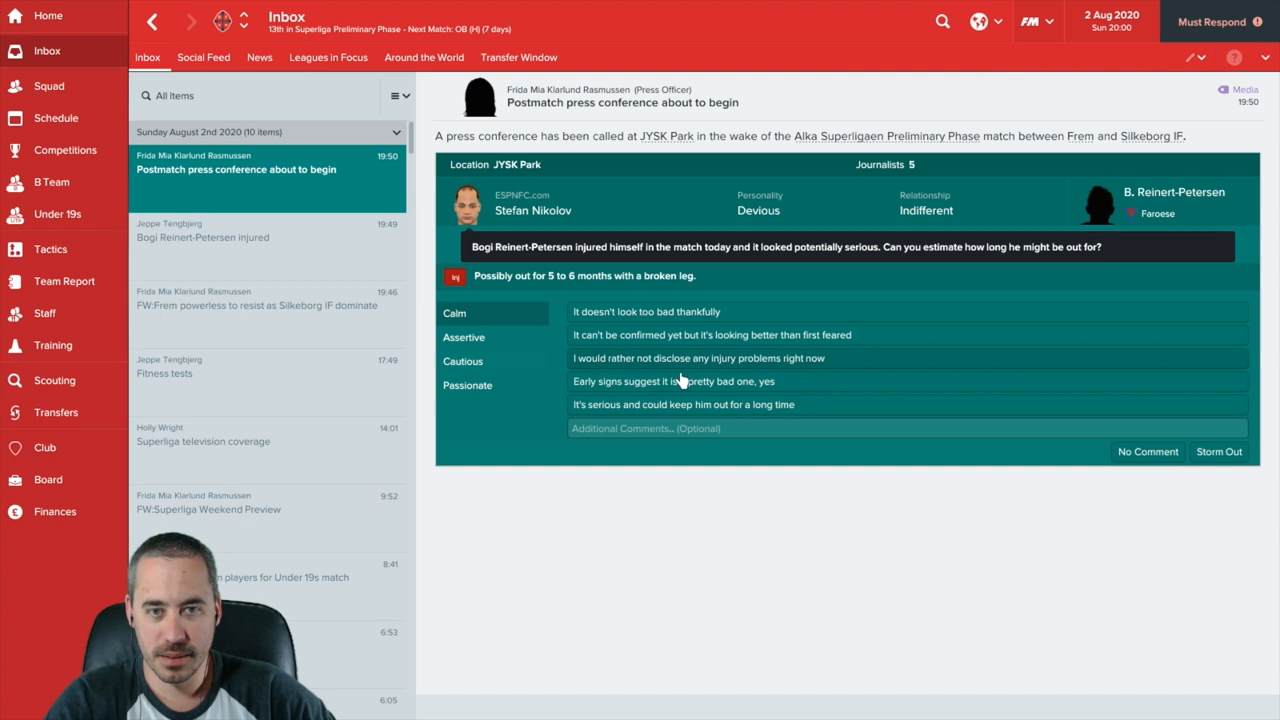 Home
Inbox
Squad
Schedule
Competitions
B Team
Under 19s
Tactics
Team Report
Staff
Training
Scouting
Transfers
Club
Board
Finances
Inbox
13th in Superliga Preliminary Phase - Next Match: OB (H) (7 days)
FM
2 Aug 2020
Sun 20:00
Must Respond
Inbox Social Feed News Leagues in Focus Around the World Transfer Window
All Items
Sunday August 2nd 2020 (10 items)
Frida Mia Klarlund Rasmussen 19:50
Postmatch press conference about to begin
Jeppe Tengbjerg 19:49
Bogi Reinert-Petersen injured
Frida Mia Klarlund Rasmussen 19:46
FW:Frem powerless to resist as Silkeborg IF dominate
Jeppe Tengbjerg 17:49
Fitness tests
Holly Wright 14:01
Superliga television coverage
Frida Mia Klarlund Rasmussen 9:52
FW:Superliga Weekend Preview
8:41
players for Under 19s match
6:53
6:05
Frida Mia Klarlund Rasmussen (Press Officer) Media
Postmatch press conference about to begin 19:50
A press conference has been called at JYSK Park in the wake of the Alka Superligaen Preliminary Phase match between Frem and Silkeborg IF.
Location JYSK Park Journalists 5
ESPNFC.com Personality Relationship B. Reinert-Petersen
Stefan Nikolov Devious Indifferent Faroese
Bogi Reinert-Petersen injured himself in the match today and it looked potentially serious. Can you estimate how long he might be out for?
Inj Possibly out for 5 to 6 months with a broken leg.
Calm
Assertive
Cautious
Passionate
It doesn't look too bad thankfully
It can't be confirmed yet but it's looking better than first feared
I would rather not disclose any injury problems right now
Early signs suggest it is pretty bad one, yes
It's serious and could keep him out for a long time
Additional Comments.. (Optional)
No Comment Storm Out